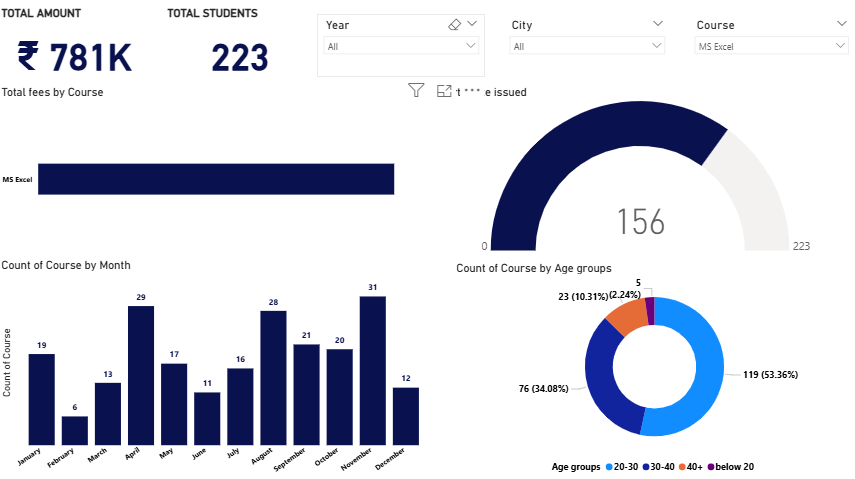 TOTAL AMOUNT
₹ 781K
TOTAL STUDENTS
223
Year
All
City
All
Course
MS Excel
Total fees by Course
MS Excel
t ··· e issued
156
0
223
Count of Course by Month
Count of Course
19
6
13
29
17
11
16
28
21
20
31
12
January
February
March
April
May
June
July
August
September
October
November
December
Count of Course by Age groups
5
(2.24%)
23 (10.31%)
76 (34.08%)
119 (53.36%)
Age groups 20-30 30-40 40+ below 20